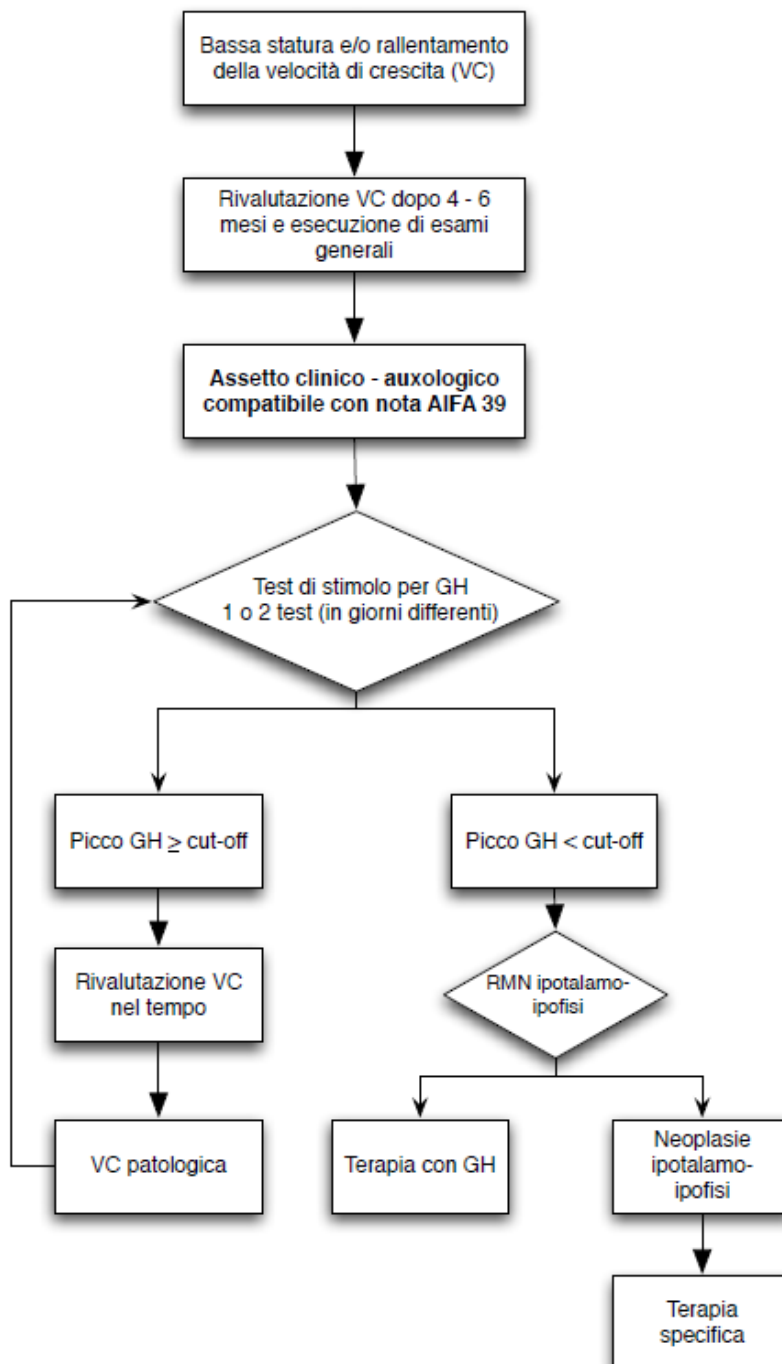 Bassa statura e/o rallentamento
della velocità di crescita (VC)
Rivalutazione VC dopo 4 - 6
mesi e esecuzione di esami
generali
Assetto clinico - auxologico
compatibile con nota AIFA 39
Test di stimolo per GH
1 o 2 test (in giorni differenti)
Picco GH ≥ cut-off
Picco GH < cut-off
Rivalutazione VC
nel tempo
RMN ipotalamo-
ipofisi
VC patologica
Terapia con GH
Neoplasie
ipotalamo-
ipofisi
Terapia
specifica